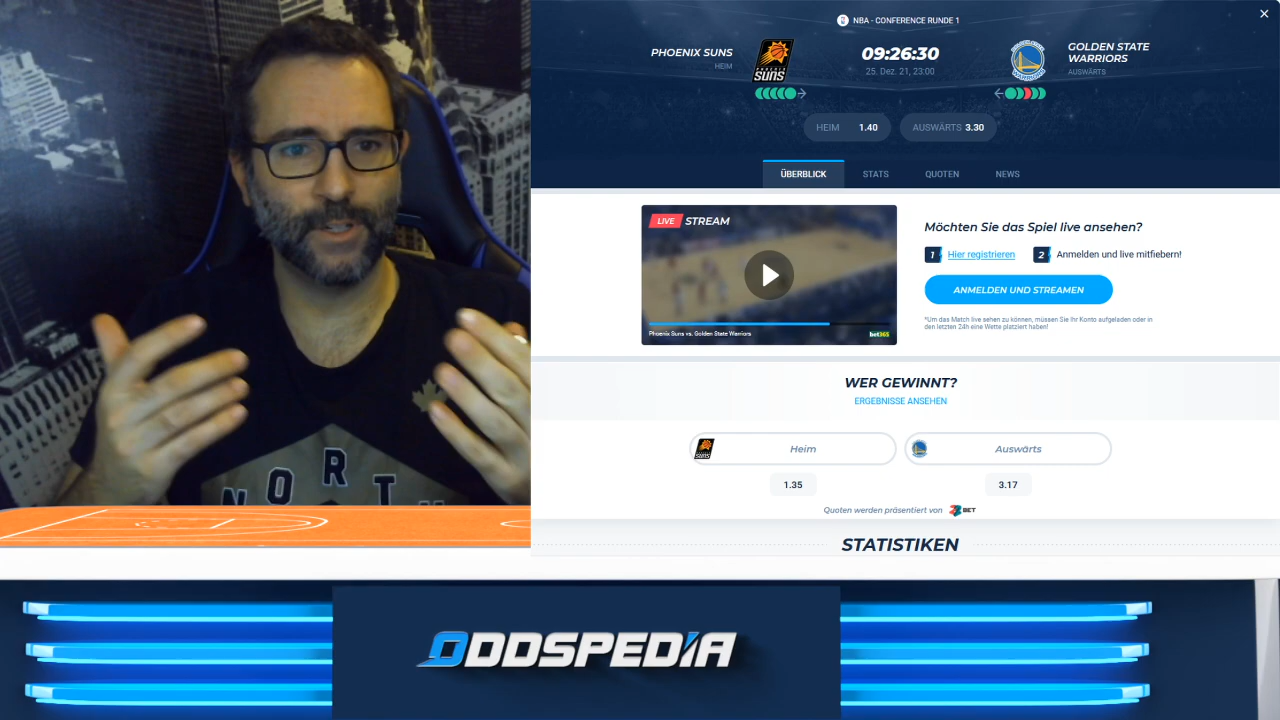 NBA - CONFERENCE RUNDE 1
PHOENIX SUNS
HEIM
SUNS
09:26:30
25. Dez. 21, 23:00
WARRIORS
GOLDEN STATE
WARRIORS
AUSWÄRTS
HEIM 1.40
AUSWÄRTS 3.30
ÜBERBLICK
STATS
QUOTEN
NEWS
LIVE STREAM
Phoenix Suns vs. Golden State Warriors
bet365
Möchten Sie das Spiel live ansehen?
1 Hier registrieren
2 Anmelden und live mitfiebern!
ANMELDEN UND STREAMEN
*Um das Match live sehen zu können, müssen Sie Ihr Konto aufgeladen oder in
den letzten 24h eine Wette platziert haben!
WER GEWINNT?
ERGEBNISSE ANSEHEN
SUNS
Heim
Auswärts
1.35
3.17
Quoten werden präsentiert von 22BET
STATISTIKEN
NORTH
ODDSPEDIA